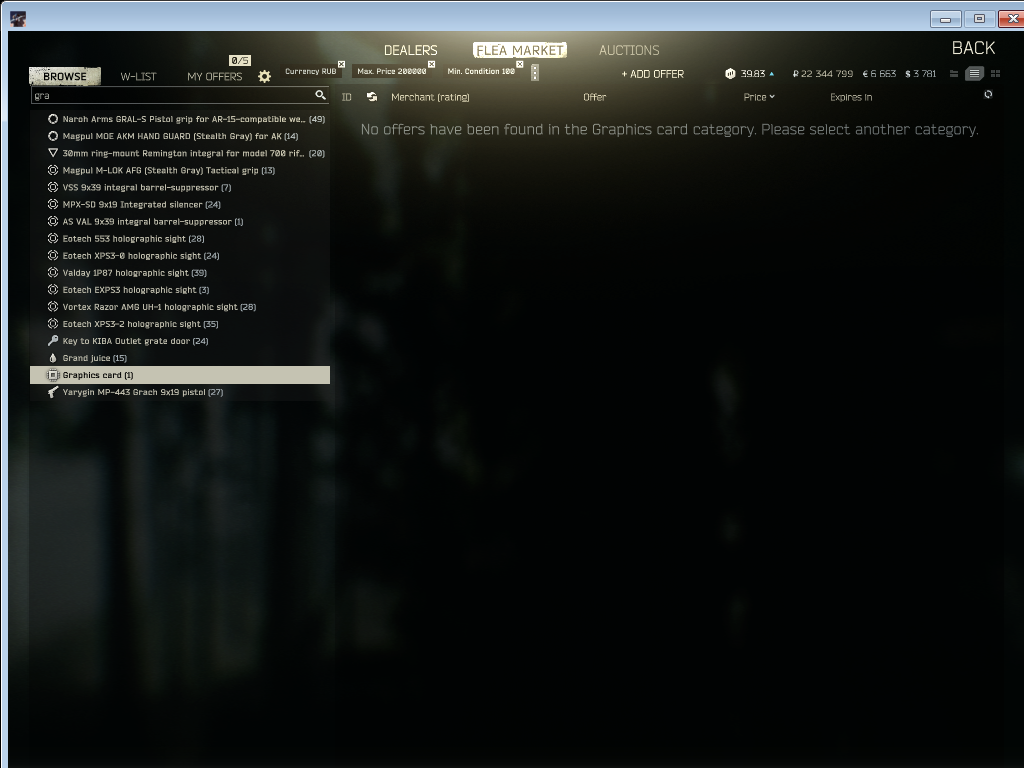 DEALERS FLEA MARKET AUCTIONS BACK
0/5
BROWSE W-LIST MY OFFERS Currency RUB Max. Price 200000 Min. Condition 100 + ADD OFFER 39.83 ₽ 22 344 799 € 6 663 $ 3 781
gra
ID Merchant (rating) Offer Price Expires in
No offers have been found in the Graphics card category. Please select another category.
Naroh Arms GRAL-S Pistol grip for AR-15-compatible we... (49)
Magpul MOE AKM HAND GUARD (Stealth Gray) for AK (14)
30mm ring-mount Remington integral for model 700 rif... (20)
Magpul M-LOK AFG (Stealth Gray) Tactical grip (13)
VSS 9x39 integral barrel-suppressor (7)
MPX-SD 9x19 Integrated silencer (24)
AS VAL 9x39 integral barrel-suppressor (1)
Eotech 553 holographic sight (28)
Eotech XPS3-0 holographic sight (24)
Valday 1P87 holographic sight (39)
Eotech EXPS3 holographic sight (3)
Vortex Razor AMG UH-1 holographic sight (28)
Eotech XPS3-2 holographic sight (35)
Key to KIBA Outlet grate door (24)
Grand juice (15)
Graphics card (1)
Yarygin MP-443 Grach 9x19 pistol (27)